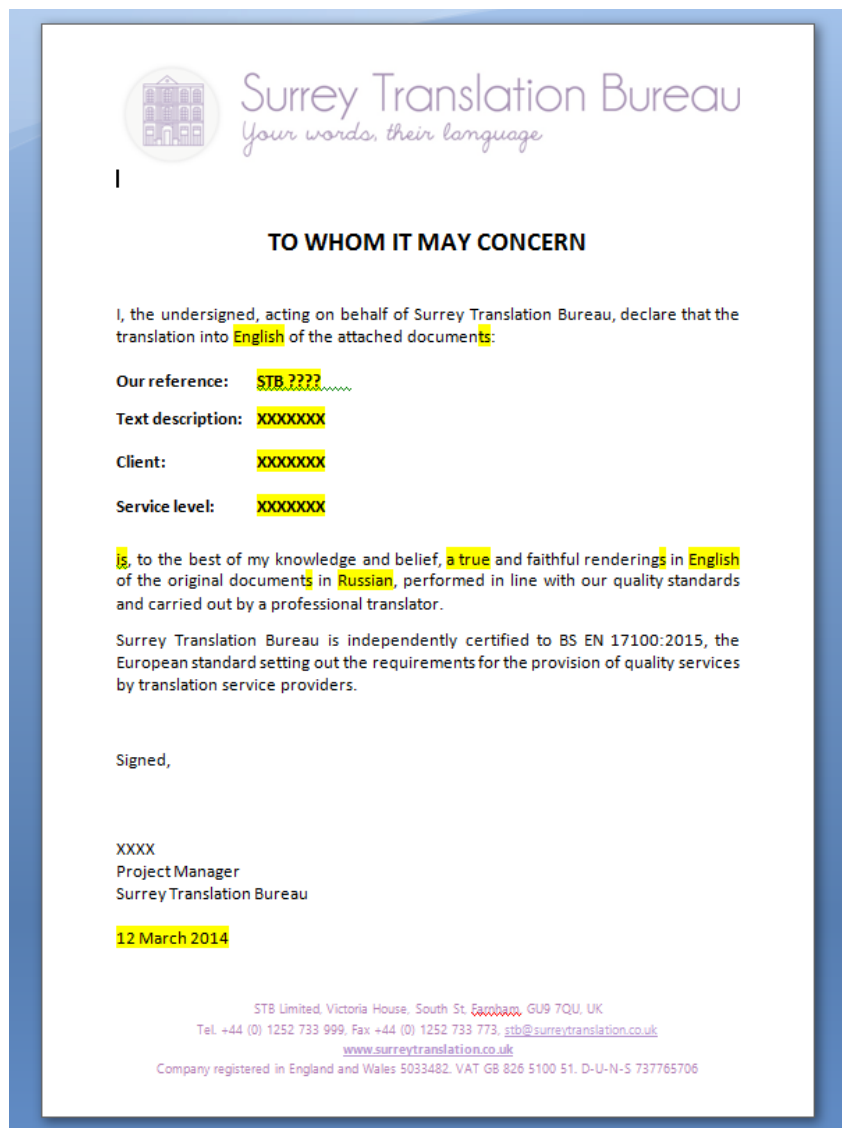 Surrey Translation Bureau
Your words, their language
TO WHOM IT MAY CONCERN
I, the undersigned, acting on behalf of Surrey Translation Bureau, declare that the
translation into English of the attached documents:
Our reference: STB ????
Text description: XXXXXXX
Client: XXXXXXX
Service level: XXXXXXX
is, to the best of my knowledge and belief, a true and faithful renderings in English
of the original documents in Russian, performed in line with our quality standards
and carried out by a professional translator.
Surrey Translation Bureau is independently certified to BS EN 17100:2015, the
European standard setting out the requirements for the provision of quality services
by translation service providers.
Signed,
XXXX
Project Manager
Surrey Translation Bureau
12 March 2014
STB Limited, Victoria House, South St, Farnham, GU9 7QU, UK
Tel. +44 (0) 1252 733 999, Fax +44 (0) 1252 733 773, stb@surreytranslation.co.uk
www.surreytranslation.co.uk
Company registered in England and Wales 5033482. VAT GB 826 5100 51. D-U-N-S 737765706